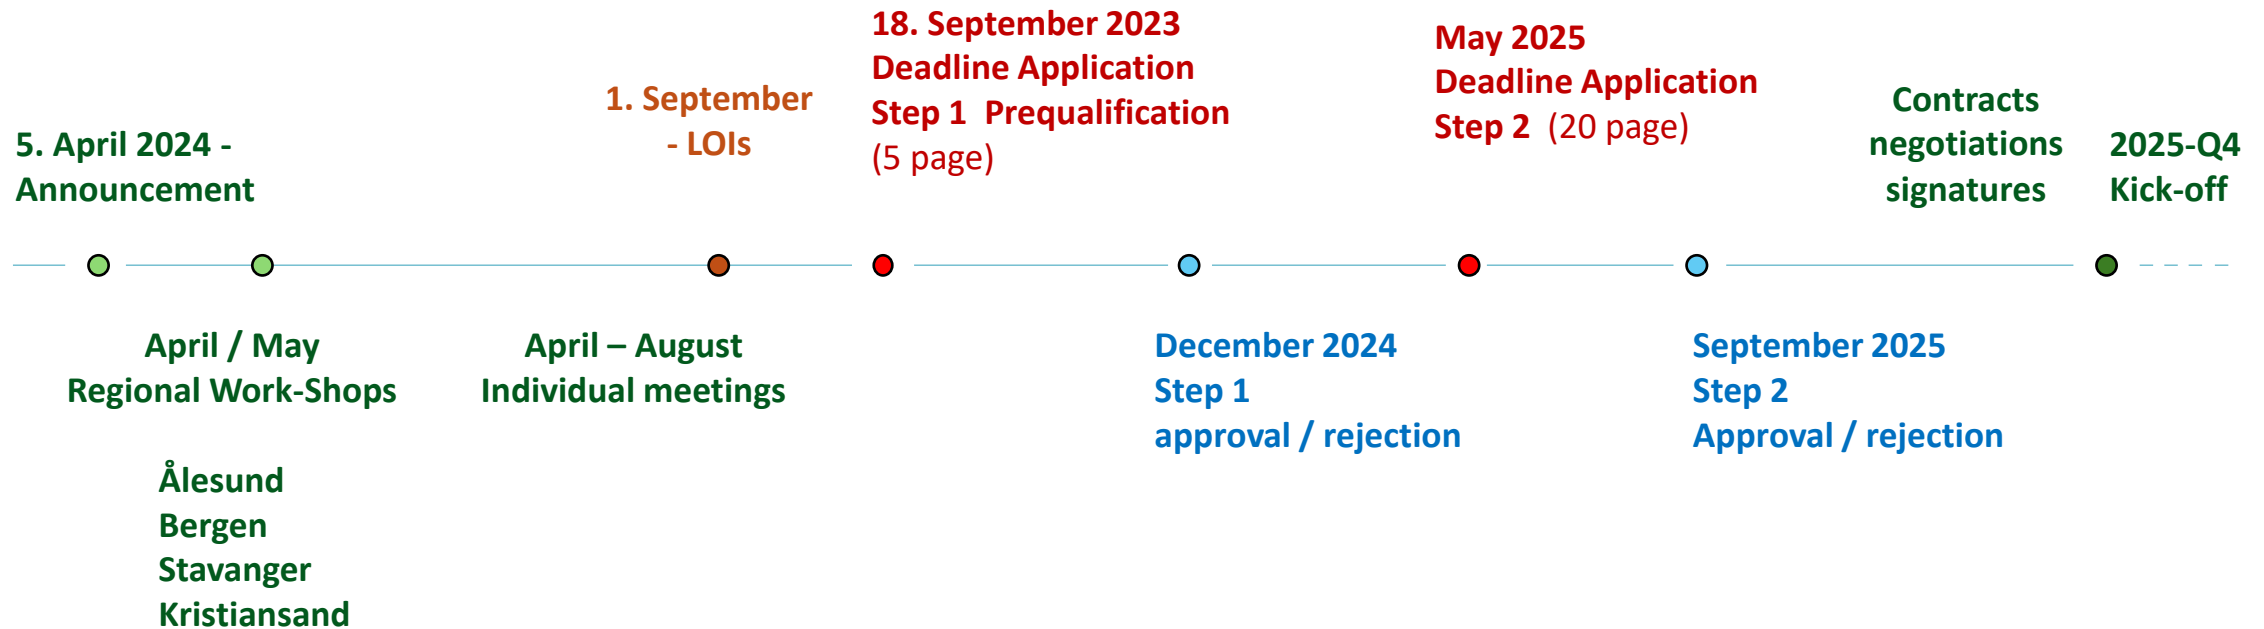 5. April 2024 -
Announcement
1. September
- LOIs
18. September 2023
Deadline Application
Step 1  Prequalification
(5 page)
May 2025
Deadline Application
Step 2  (20 page)
Contracts
negotiations
signatures
2025-Q4
Kick-off
April / May
Regional Work-Shops
Ålesund
Bergen
Stavanger
Kristiansand
April – August
Individual meetings
December 2024
Step 1
approval / rejection
September 2025
Step 2
Approval / rejection